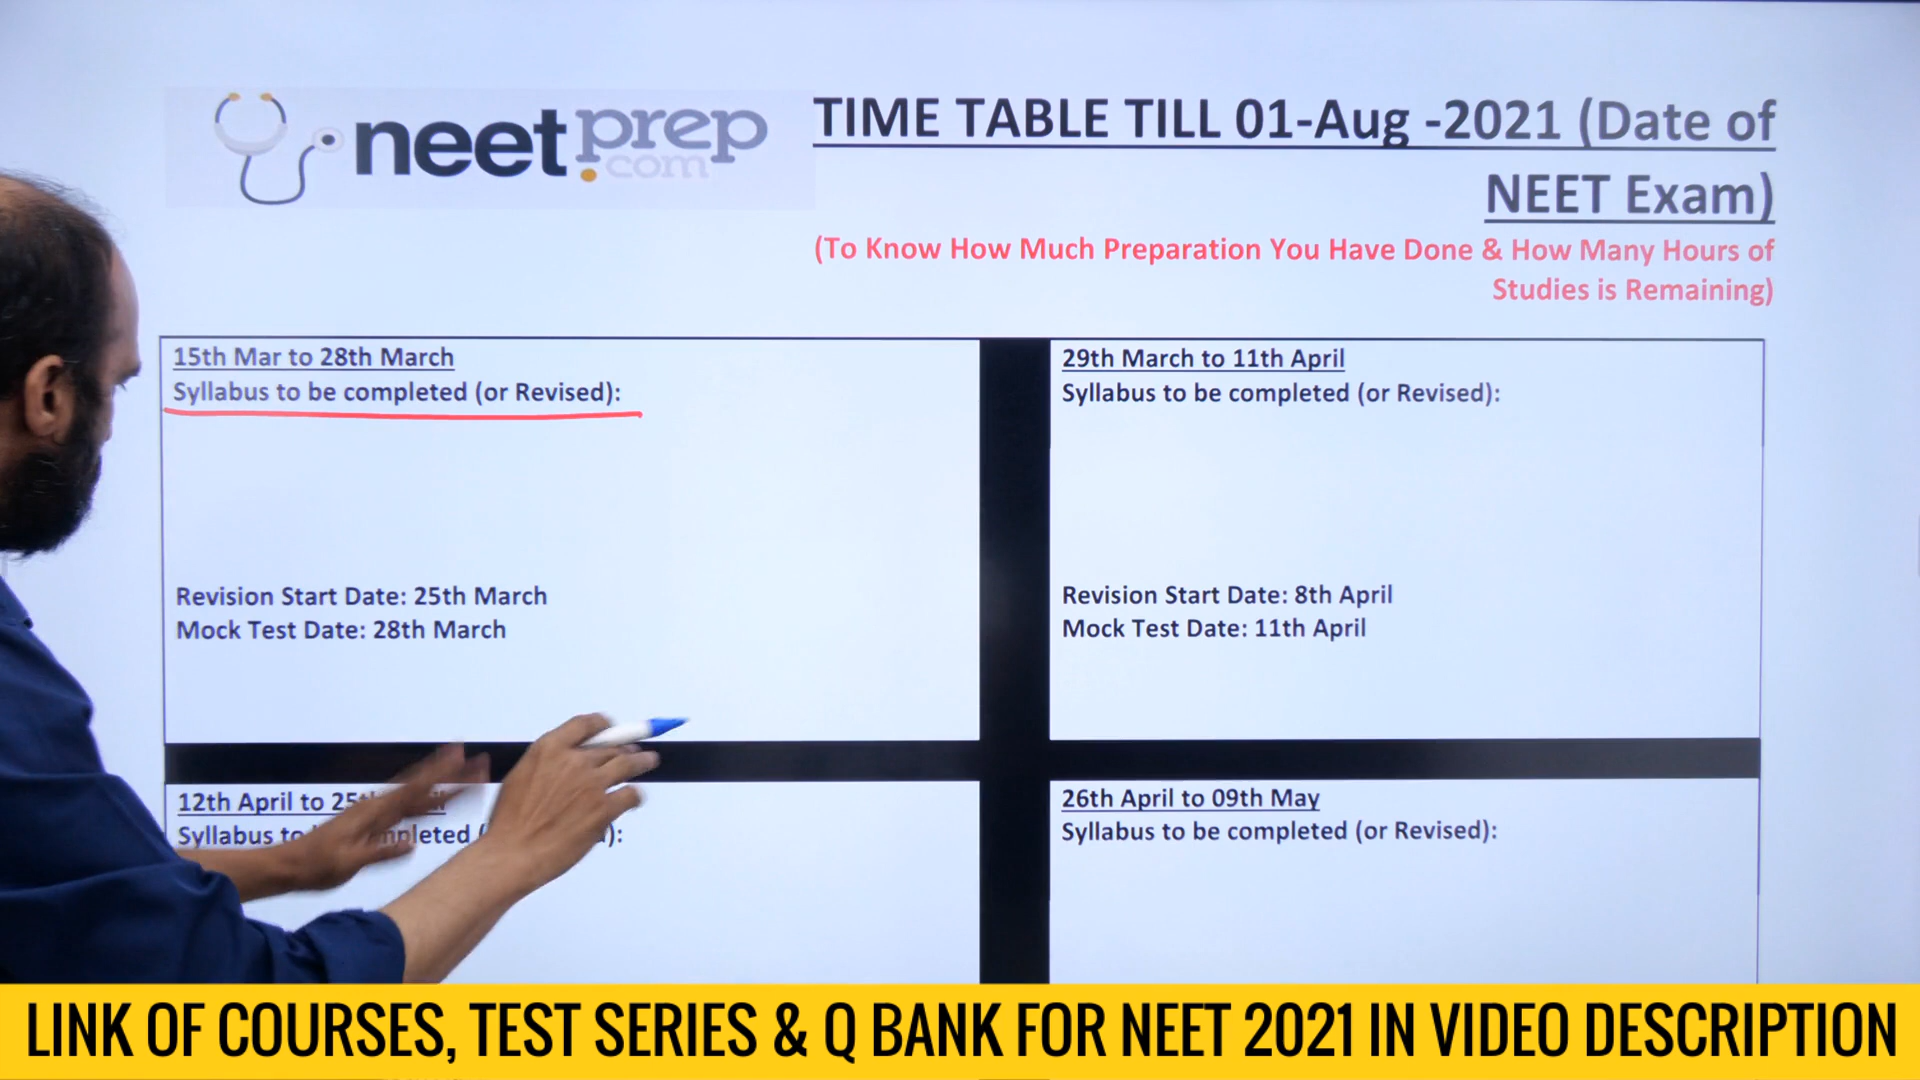 neetprep
.com
TIME TABLE TILL 01-Aug -2021 (Date of
NEET Exam)
(To Know How Much Preparation You Have Done & How Many Hours of
Studies is Remaining)
15th Mar to 28th March
Syllabus to be completed (or Revised):
Revision Start Date: 25th March
Mock Test Date: 28th March
29th March to 11th April
Syllabus to be completed (or Revised):
Revision Start Date: 8th April
Mock Test Date: 11th April
12th April to
Syllabus
26th April to 09th May
Syllabus to be completed (or Revised):
LINK OF COURSES, TEST SERIES & Q BANK FOR NEET 2021 IN VIDEO DESCRIPTION